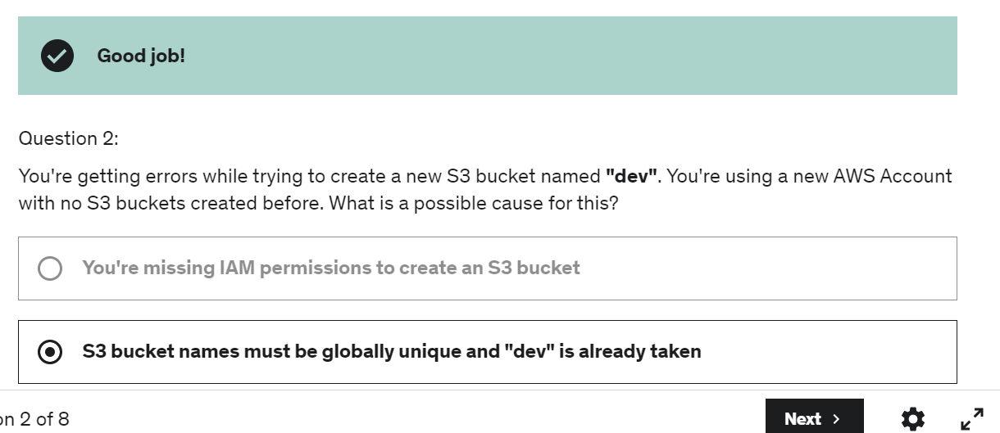 Good job!
Question 2:
You're getting errors while trying to create a new S3 bucket named "dev". You're using a new AWS Account
with no S3 buckets created before. What is a possible cause for this?
You're missing IAM permissions to create an S3 bucket
S3 bucket names must be globally unique and "dev" is already taken
on 2 of 8
Next